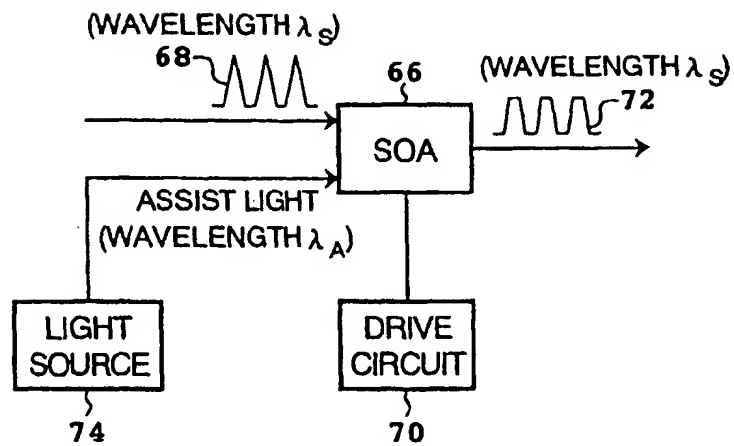 (WAVELENGTH λS)
68
66
(WAVELENGTH λS)
72
SOA
ASSIST LIGHT
(WAVELENGTH λA)
LIGHT
SOURCE
DRIVE
CIRCUIT
74
70